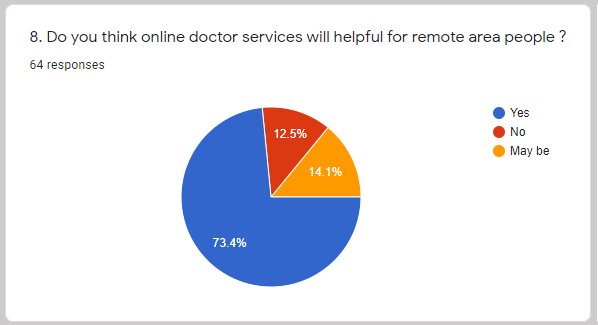 8. Do you think online doctor services will helpful for remote area people ?
64 responses
Yes
No
May be
12.5%
14.1%
73.4%